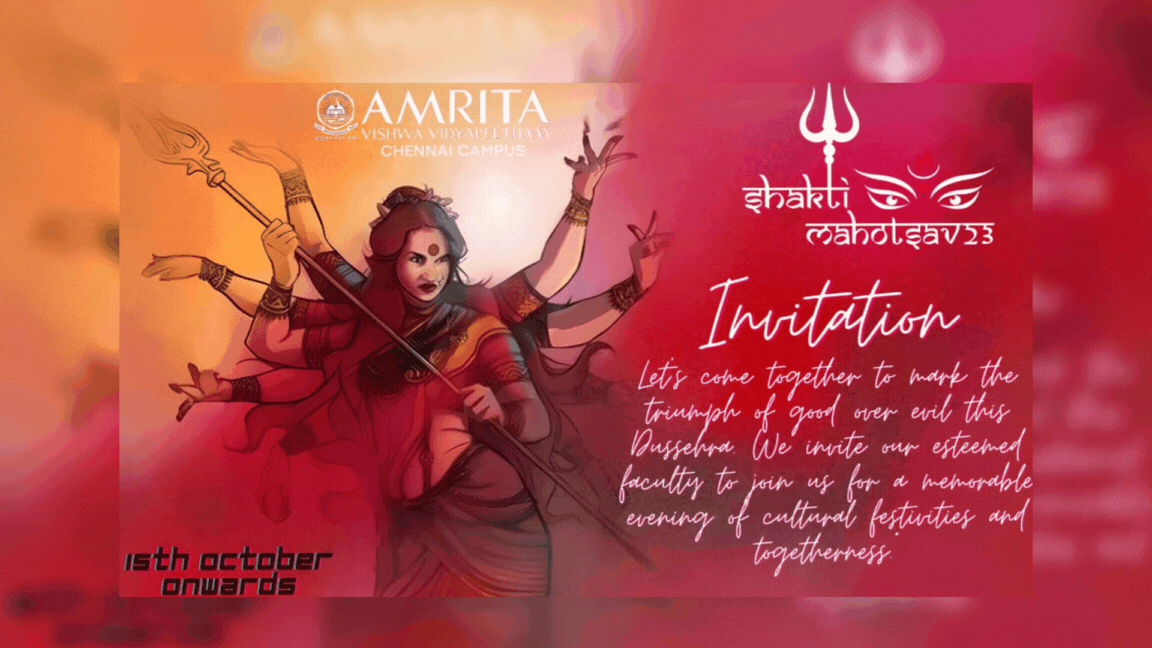 AMRITA
VISHWA VIDYAPEETHAM
CHENNAI CAMPUS
Shakti
Mahotsav23
Invitation
Let's come together to mark the
triumph of good over evil this
Dussehra. We invite our esteemed
faculty to join us for a memorable
evening of cultural festivities and
togetherness.
15th october
onwards